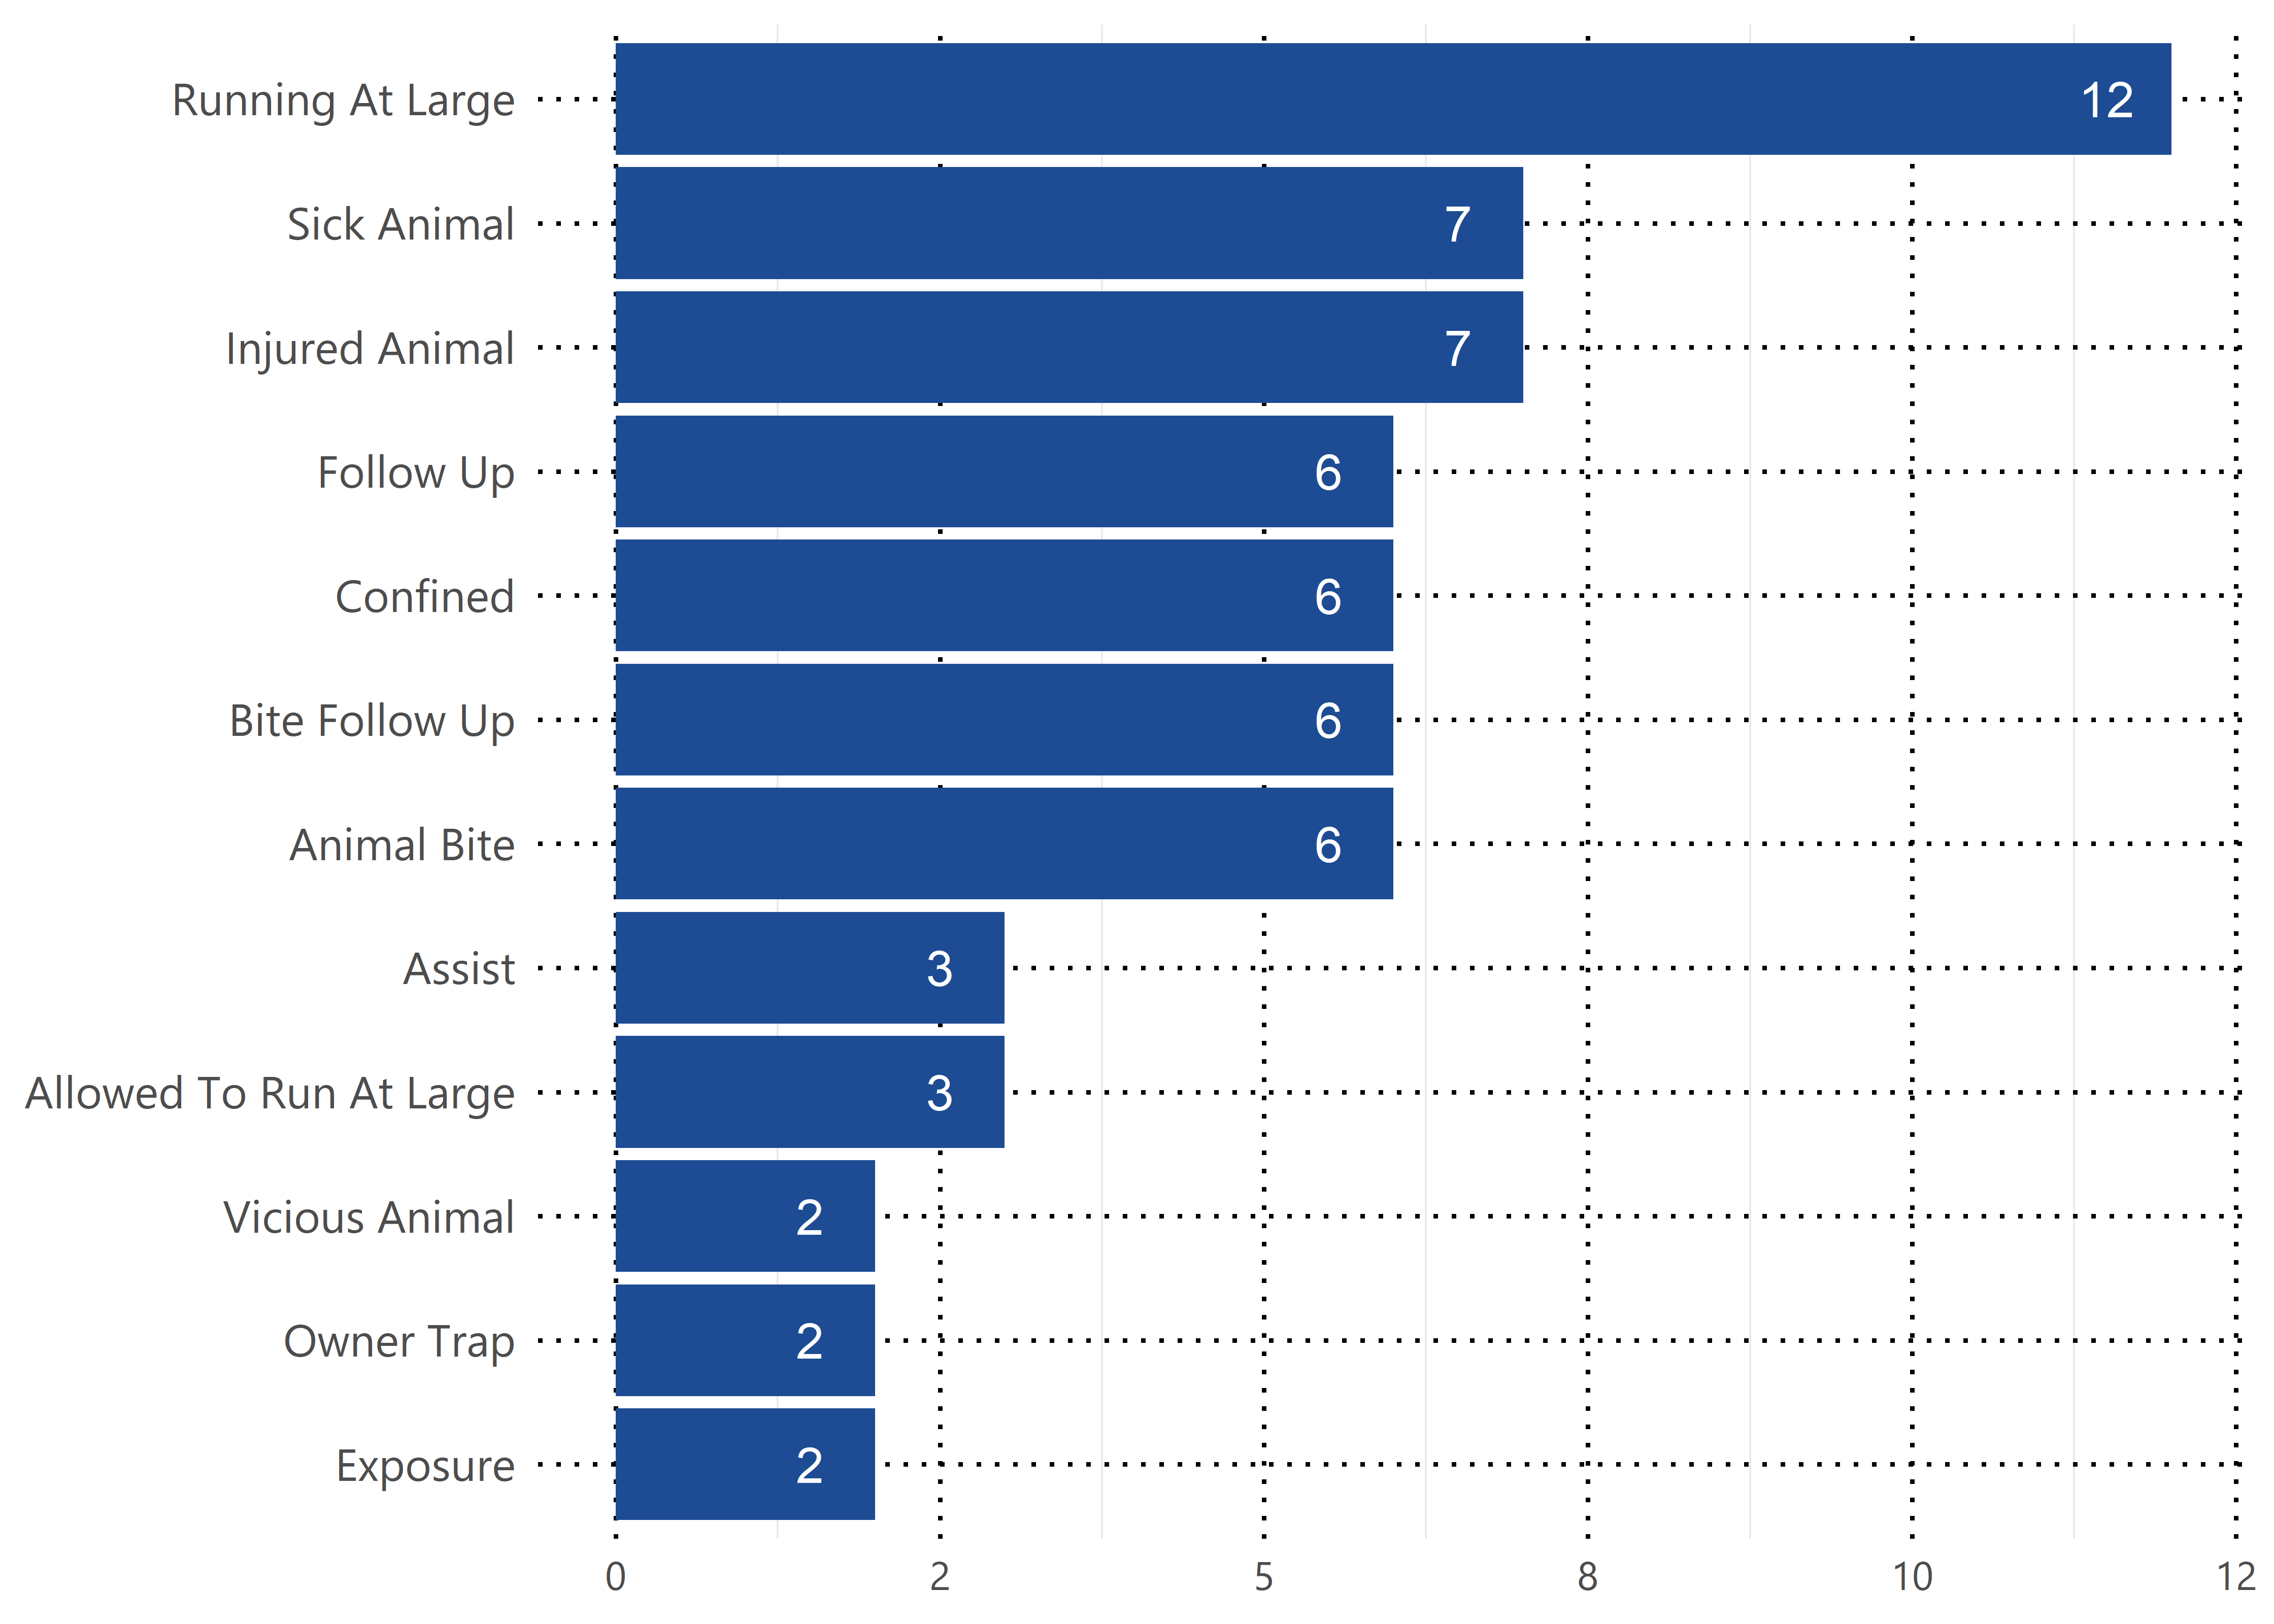 Running At Large 12
Sick Animal 7
Injured Animal 7
Follow Up 6
Confined 6
Bite Follow Up 6
Animal Bite 6
Assist 3
Allowed To Run At Large 3
Vicious Animal 2
Owner Trap 2
Exposure 2
0 2 5 8 10 12